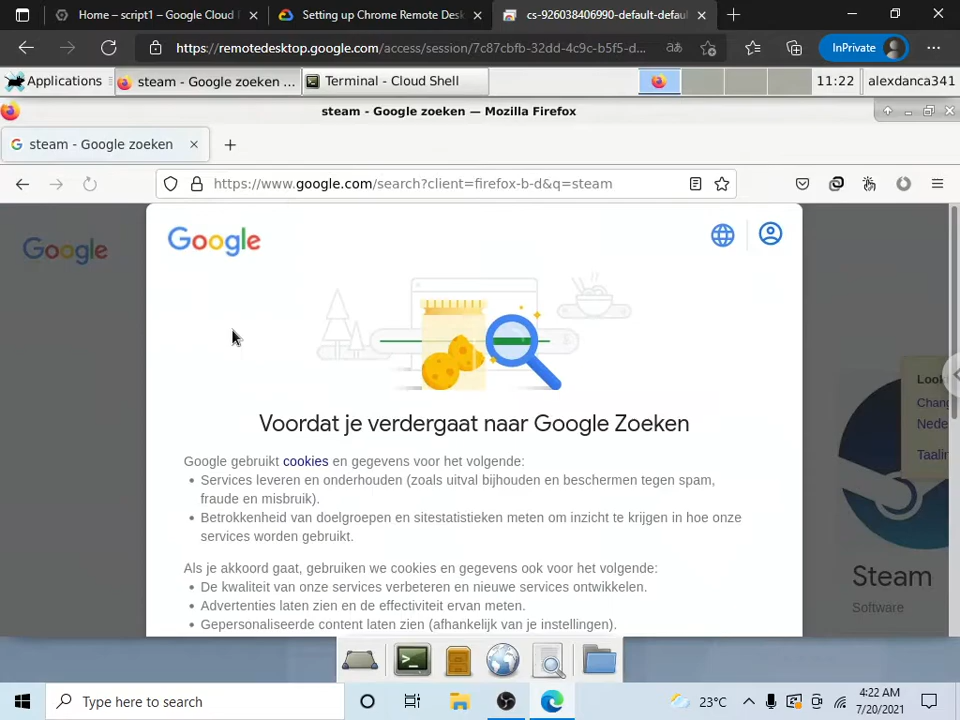 Home – script1 – Google Cloud
Setting up Chrome Remote Desk
cs-926038406990-default-defau
https://remotedesktop.google.com/access/session/7c87cbfb-32dd-4c9c-b5f5-d...
InPrivate
Applications
steam - Google zoeken ...
Terminal - Cloud Shell
11:22
alexdanca341
steam - Google zoeken — Mozilla Firefox
steam - Google zoeken
https://www.google.com/search?client=firefox-b-d&q=steam
Google
Google
Voordat je verdergaat naar Google Zoeken
Google gebruikt cookies en gegevens voor het volgende:
Services leveren en onderhouden (zoals uitval bijhouden en beschermen tegen spam,
fraude en misbruik).
Betrokkenheid van doelgroepen en sitestatistieken meten om inzicht te krijgen in hoe onze
services worden gebruikt.
Als je akkoord gaat, gebruiken we cookies en gegevens ook voor het volgende:
De kwaliteit van onze services verbeteren en nieuwe services ontwikkelen.
Advertenties laten zien en de effectiviteit ervan meten.
Gepersonaliseerde content laten zien (afhankelijk van je instellingen).
Look
Chang
Nede
Taalin
Steam
Software
Type here to search
23°C
4:22 AM
7/20/2021